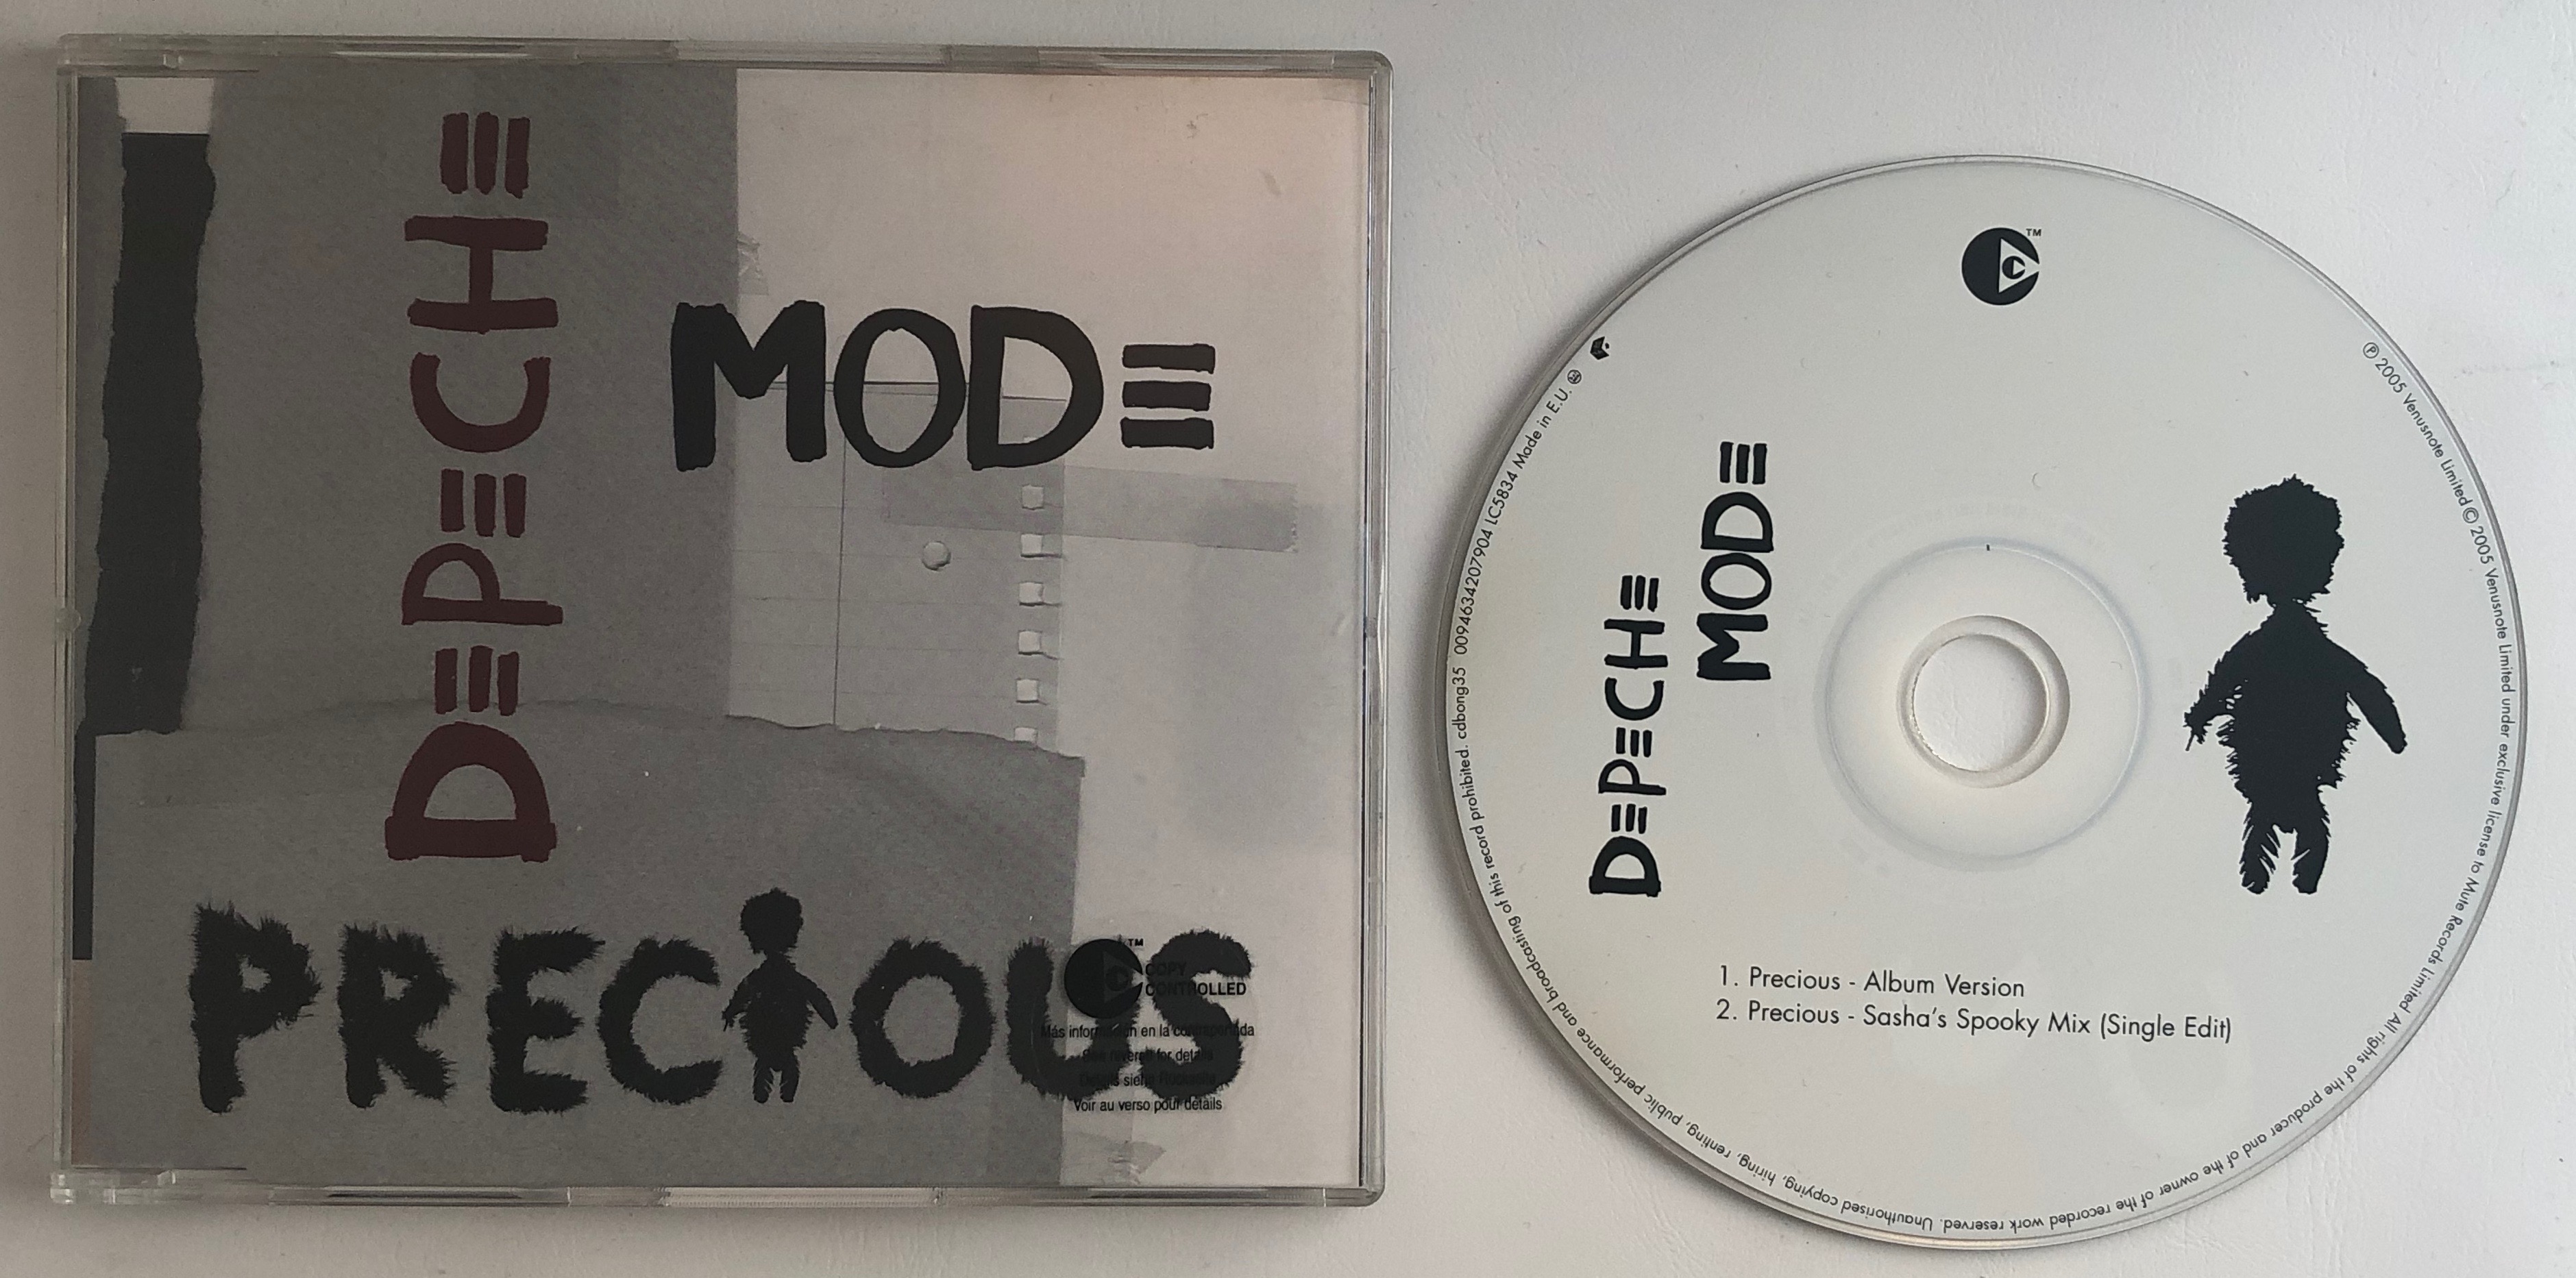 DEPECHE
MODE
PRECIOUS
™
COPY
CONTROLLED
Más información en la contraportada
See reverse for details
Details siehe Rückseite
Voir au verso pour détails
™
DEPECHE
MODE
1. Precious - Album Version
2. Precious - Sasha's Spooky Mix (Single Edit)
℗ 2005 Venusnote Limited © 2005 Venusnote Limited under exclusive license to Mute Records Limited. All rights of the producer and of the owner of the recorded work reserved. Unauthorised copying, hiring, renting, public performance and broadcasting of this record prohibited. cdbong35 0094634207904 LC5834 Made in E.U.